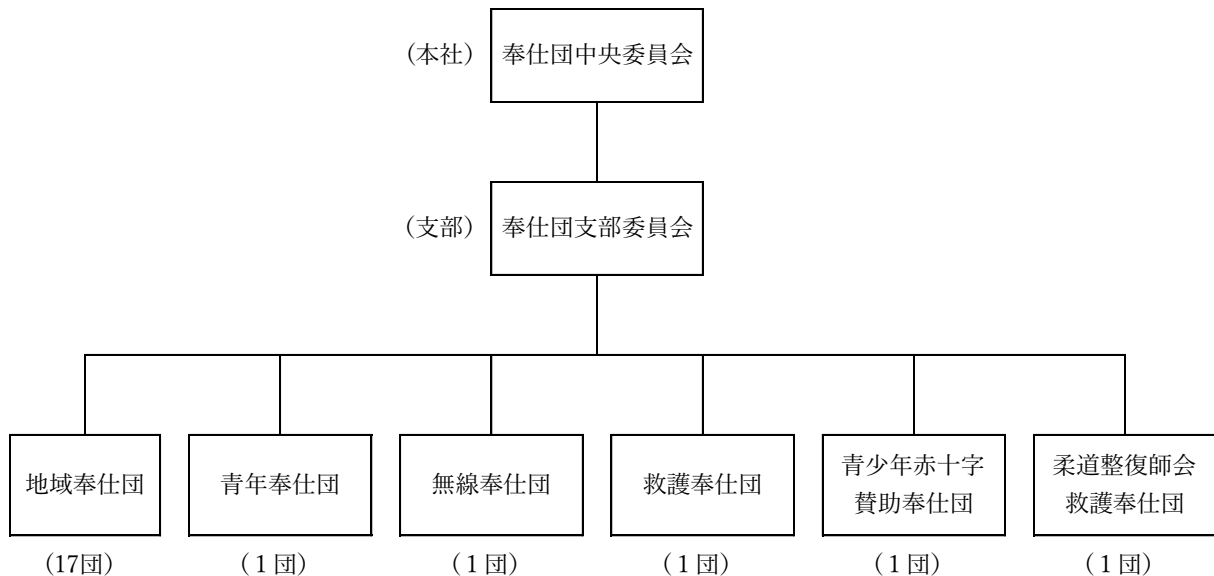 (本社) 奉仕団中央委員会
(支部) 奉仕団支部委員会
地域奉仕団 青年奉仕団 無線奉仕団 救護奉仕団 青少年赤十字 賛助奉仕団 柔道整復師会 救護奉仕団
(17団) (1団) (1団) (1団) (1団) (1団)